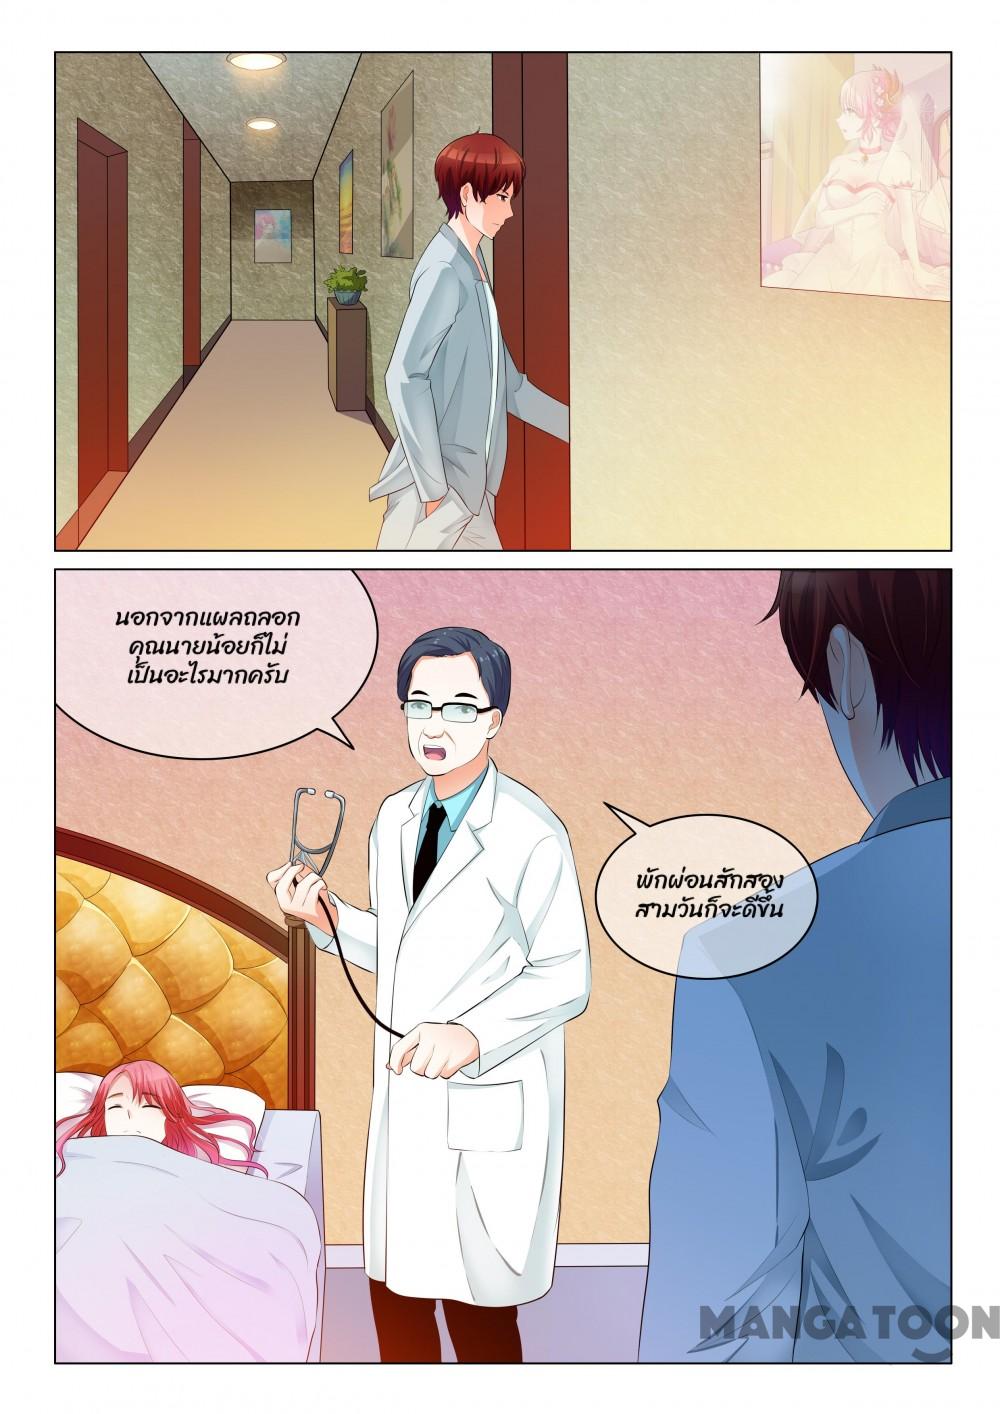 นอกจากแผลถลอก
คุณนายน้อยก็ไม่
เป็นอะไรมากครับ
พักผ่อนสักสอง
สามวันก็จะดีขึ้น
MANGATOON